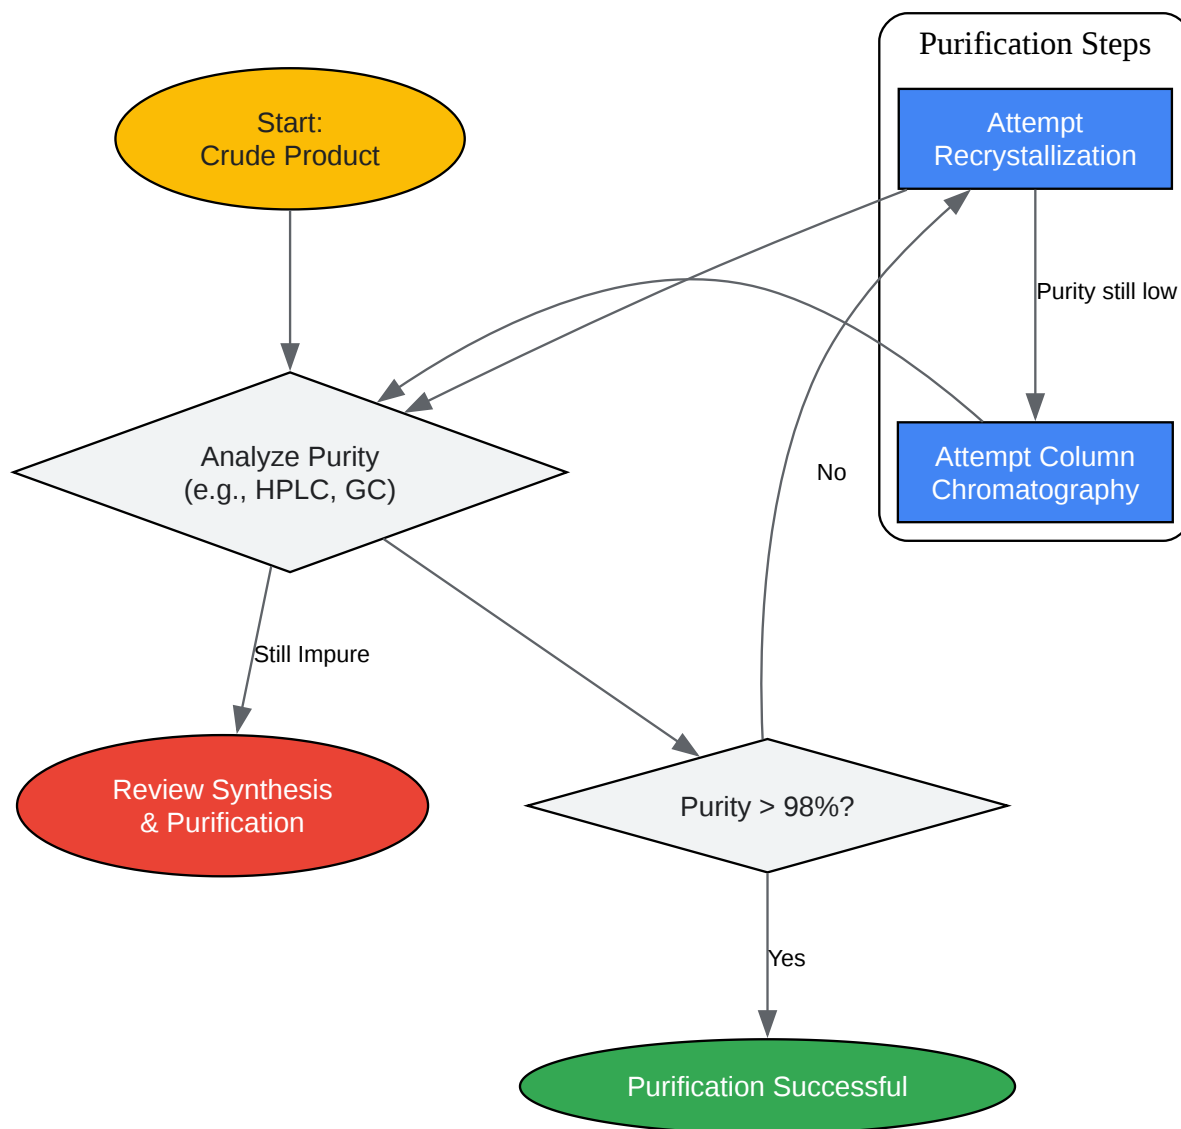 Purification Steps
Start:
Crude Product
Attempt
Recrystallization
Purity still low
Analyze Purity
(e.g., HPLC, GC)
No
Attempt Column
Chromatography
Still Impure
Review Synthesis
& Purification
Purity > 98%?
Yes
Purification Successful